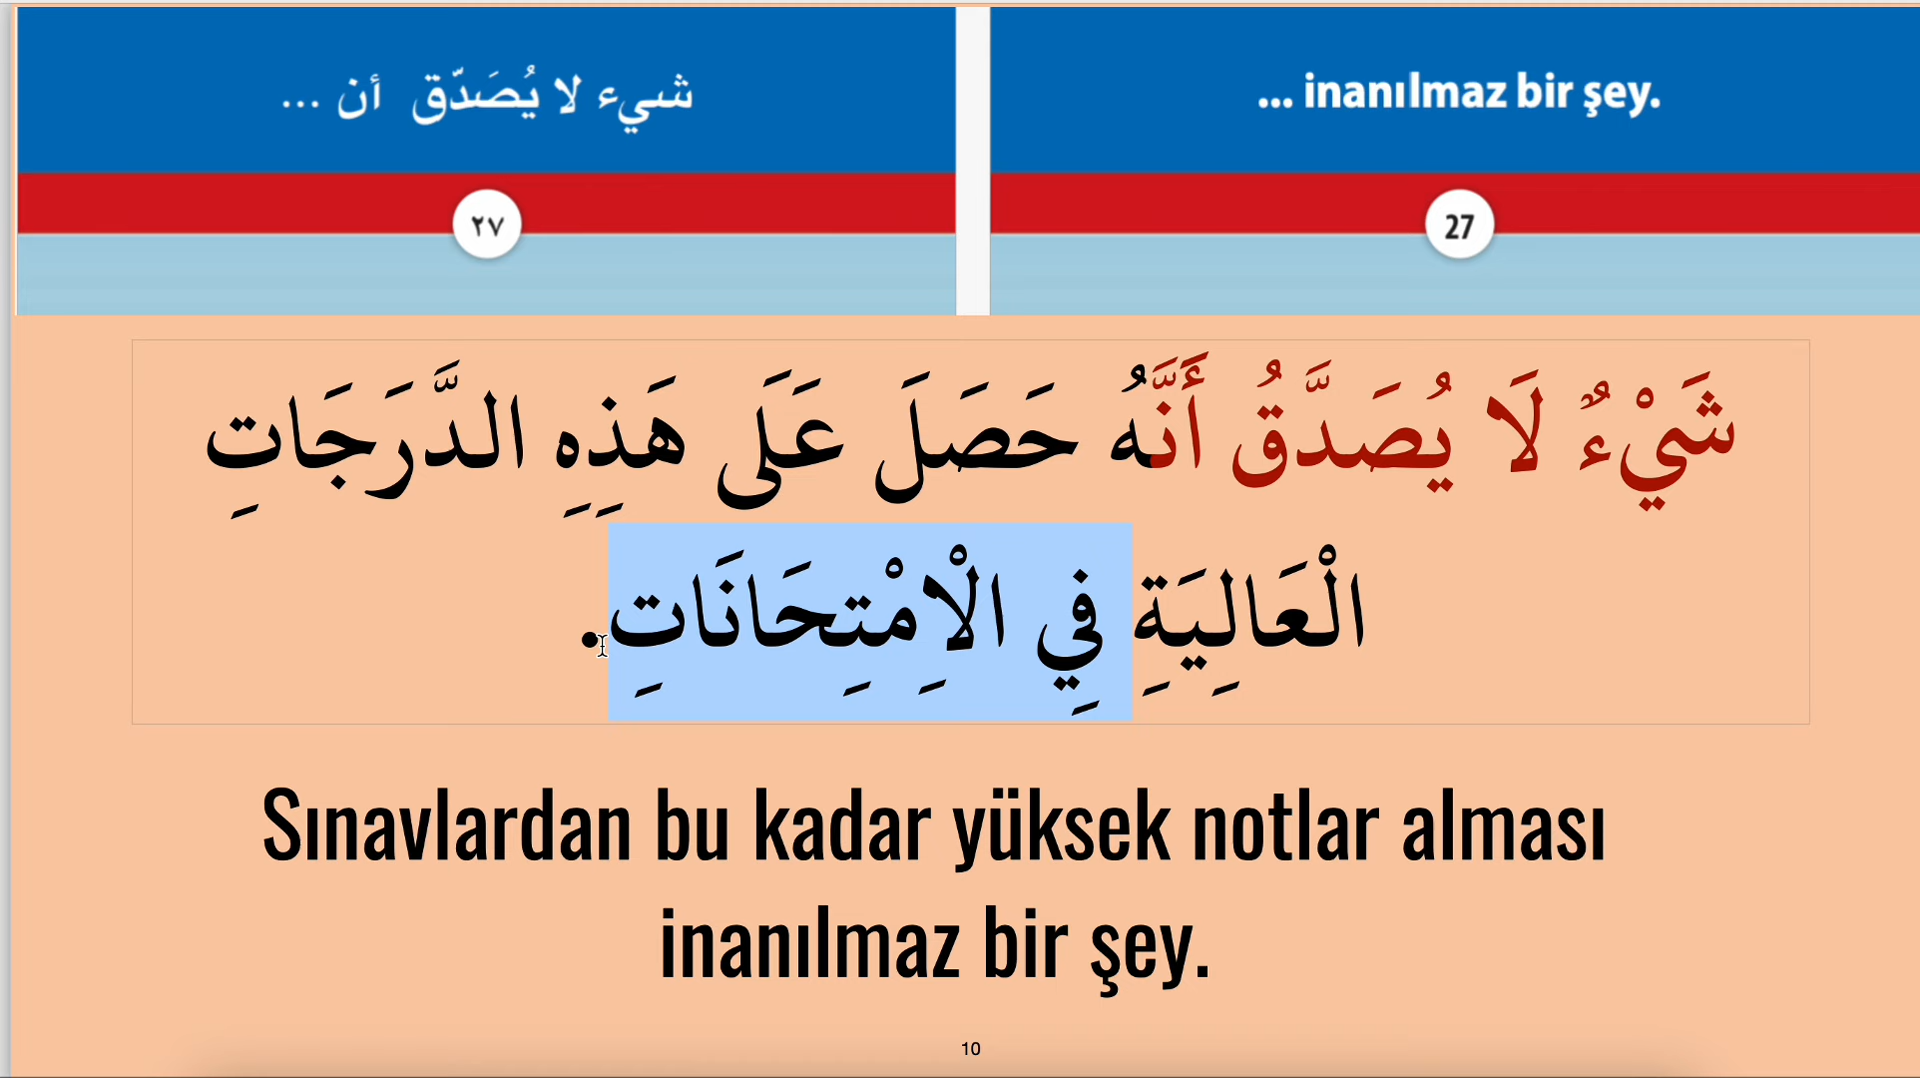 شيء لا يُصَدّق أن ...
... inanılmaz bir şey.
٢٧
27
شَيْءٌ لَا يُصَدَّقُ أَنَّهُ حَصَلَ عَلَى هَذِهِ الدَّرَجَاتِ
الْعَالِيَةِ فِي الْاِمْتِحَانَاتِ.
Sınavlardan bu kadar yüksek notlar alması
inanılmaz bir şey.
10